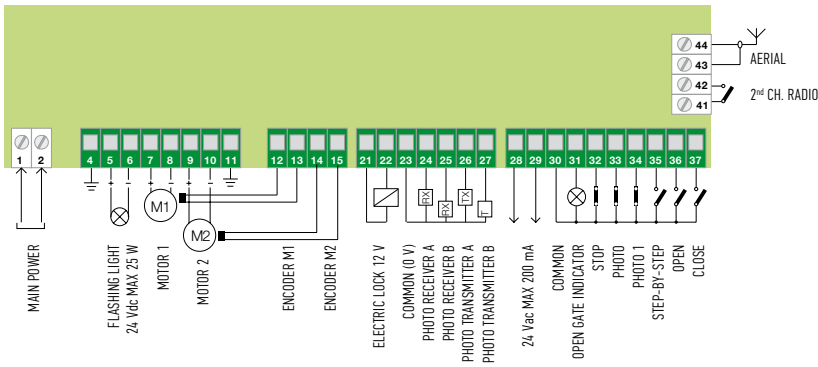 44
43
AERIAL
42
41
2nd CH. RADIO
1 2
4 5 6 7 8 9 10 11
12 13 14 15
21 22 23 24 25 26 27
28 29 30 31 32 33 34 35 36 37
+ - + - + -
M1
M2
RX
RX
TX
T
MAIN POWER
FLASHING LIGHT
24 Vdc MAX 25 W
MOTOR 1
MOTOR 2
ENCODER M1
ENCODER M2
ELECTRIC LOCK 12 V
COMMON (0 V)
PHOTO RECEIVER A
PHOTO RECEIVER B
PHOTO TRANSMITTER A
PHOTO TRANSMITTER B
24 Vac MAX 200 mA
COMMON
OPEN GATE INDICATOR
STOP
PHOTO
PHOTO 1
STEP-BY-STEP
OPEN
CLOSE